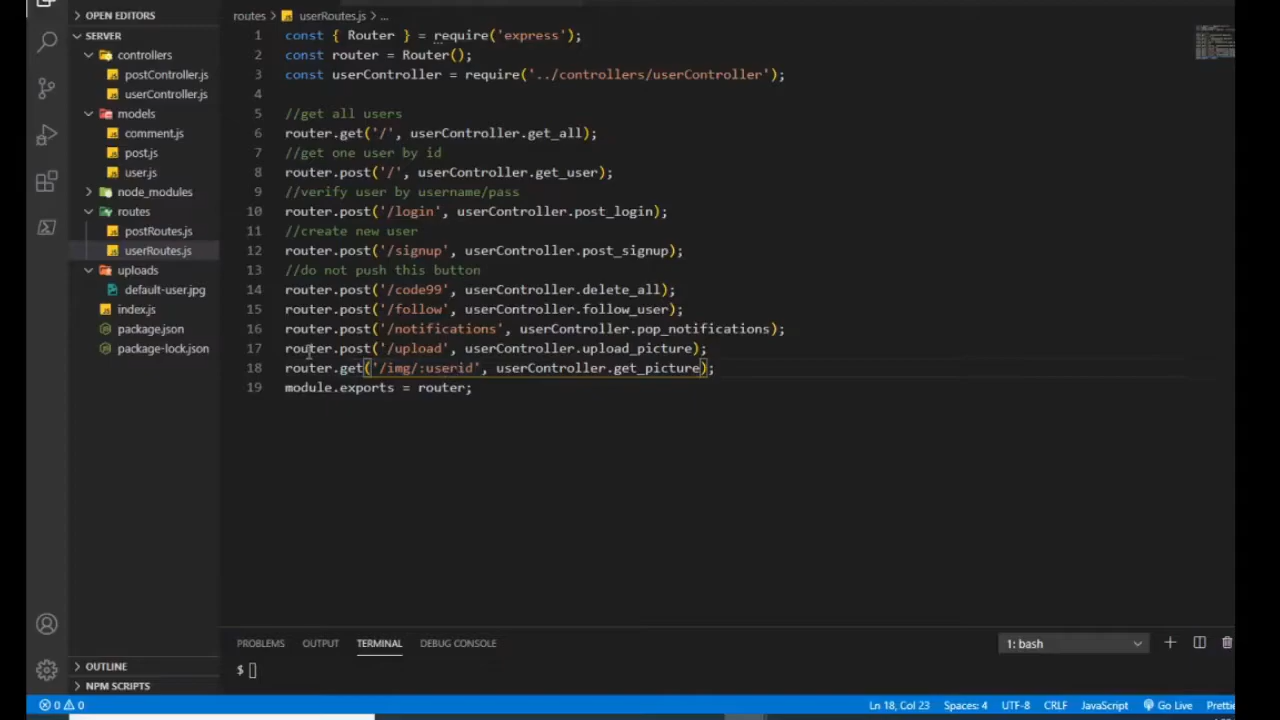 OPEN EDITORS
SERVER
controllers
postController.js
userController.js
models
comment.js
post.js
user.js
node_modules
routes
postRoutes.js
userRoutes.js
uploads
default-user.jpg
index.js
package.json
package-lock.json
OUTLINE
NPM SCRIPTS
routes > userRoutes.js > ...
1 const { Router } = require('express');
2 const router = Router();
3 const userController = require('../controllers/userController');
4
5 //get all users
6 router.get('/', userController.get_all);
7 //get one user by id
8 router.post('/', userController.get_user);
9 //verify user by username/pass
10 router.post('/login', userController.post_login);
11 //create new user
12 router.post('/signup', userController.post_signup);
13 //do not push this button
14 router.post('/code99', userController.delete_all);
15 router.post('/follow', userController.follow_user);
16 router.post('/notifications', userController.pop_notifications);
17 router.post('/upload', userController.upload_picture);
18 router.get('/img/:userid', userController.get_picture);
19 module.exports = router;
PROBLEMS OUTPUT TERMINAL DEBUG CONSOLE 1: bash
$
0 0 Ln 18, Col 23 Spaces: 4 UTF-8 CRLF JavaScript Go Live Prettie